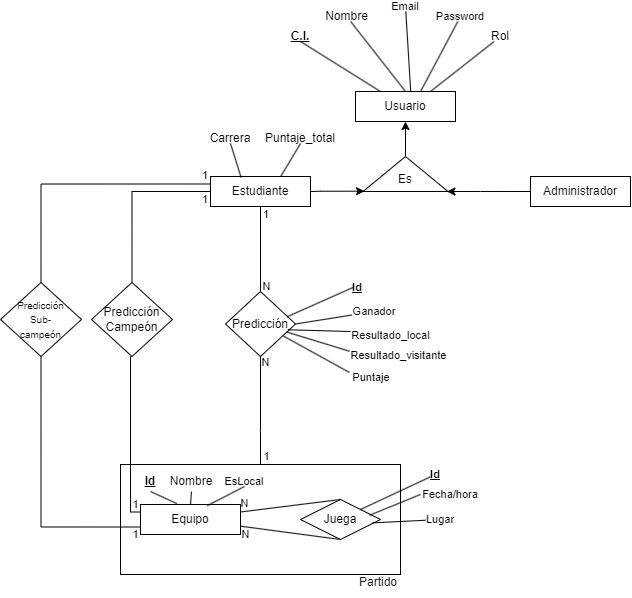 Email
Nombre
Password
C.I.
Rol
Usuario
Carrera
Puntaje_total
Es
1
Estudiante
Administrador
1
1
N
Id
Predicción
Sub-
campeón
Predicción
Campeón
Predicción
Ganador
Resultado_local
Resultado_visitante
N
Puntaje
1
Id
Nombre
EsLocal
Id
Fecha/hora
1
N
Equipo
Juega
Lugar
1
N
Partido